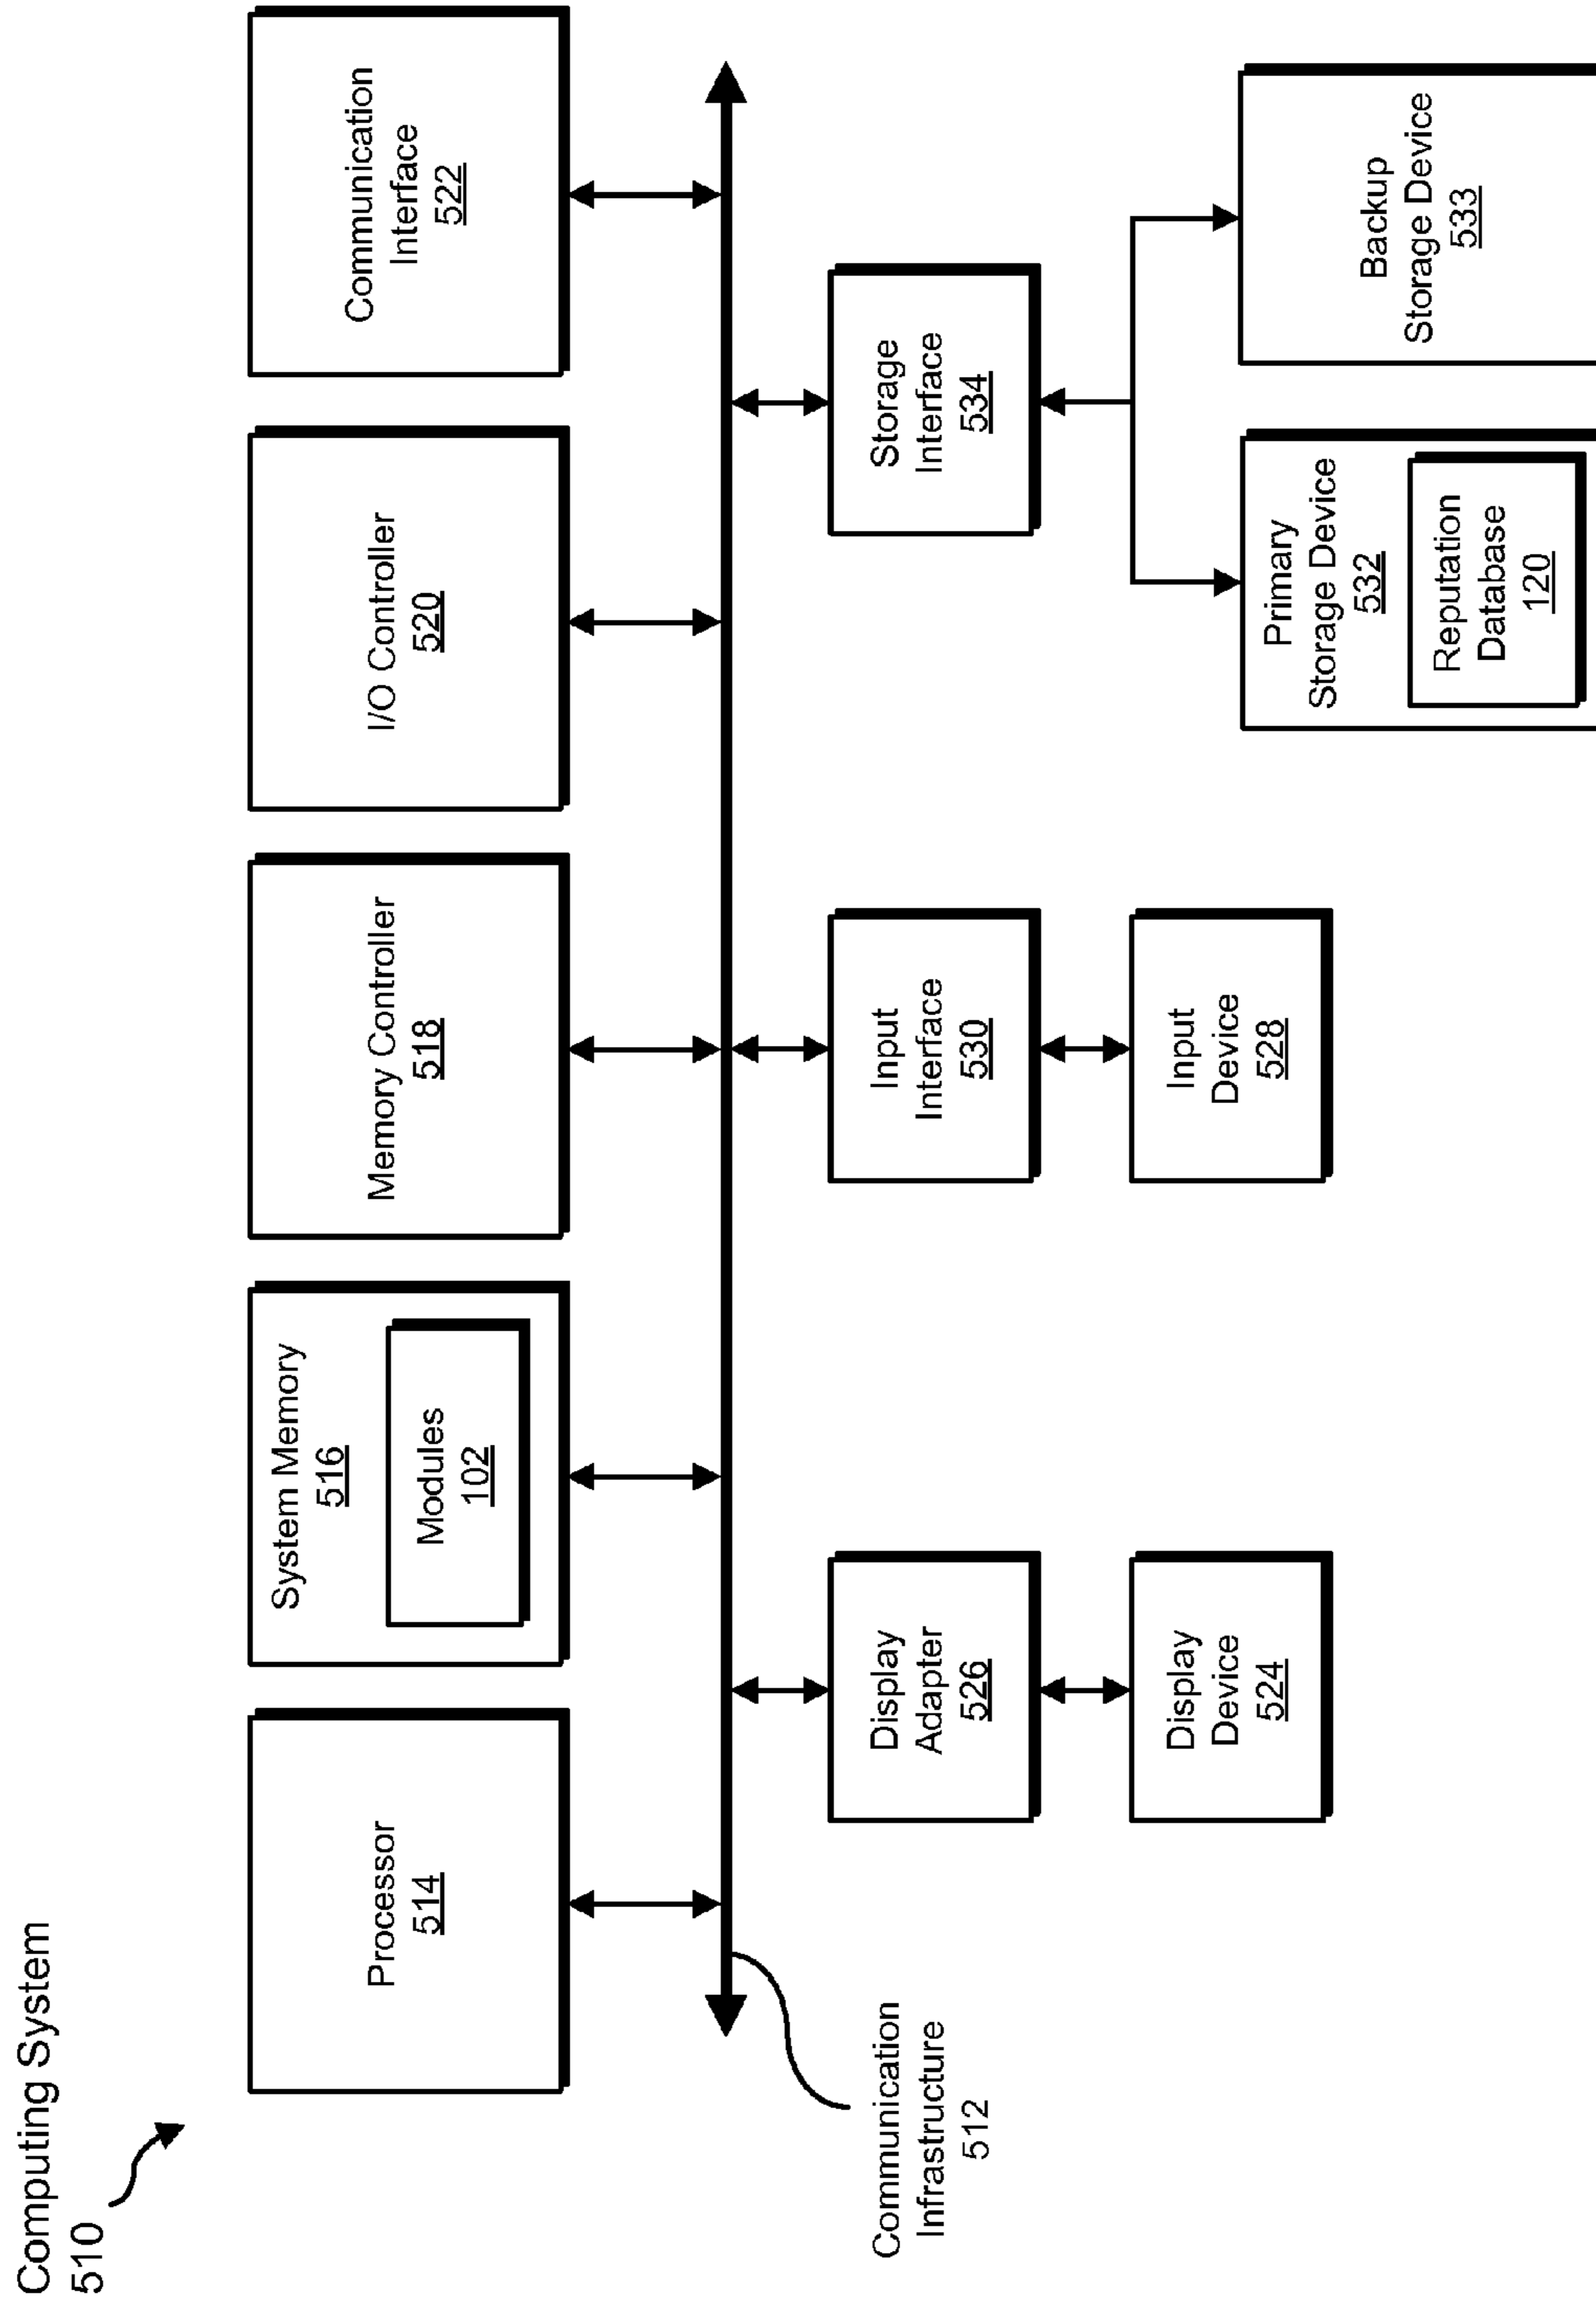 Computing System
510
Processor
514
System Memory
516
Modules
102
Memory Controller
518
I/O Controller
520
Communication
Interface
522
Communication
Infrastructure
512
Display
Adapter
526
Input
Interface
530
Storage
Interface
534
Display
Device
524
Input
Device
528
Primary
Storage Device
532
Reputation
Database
120
Backup
Storage Device
533